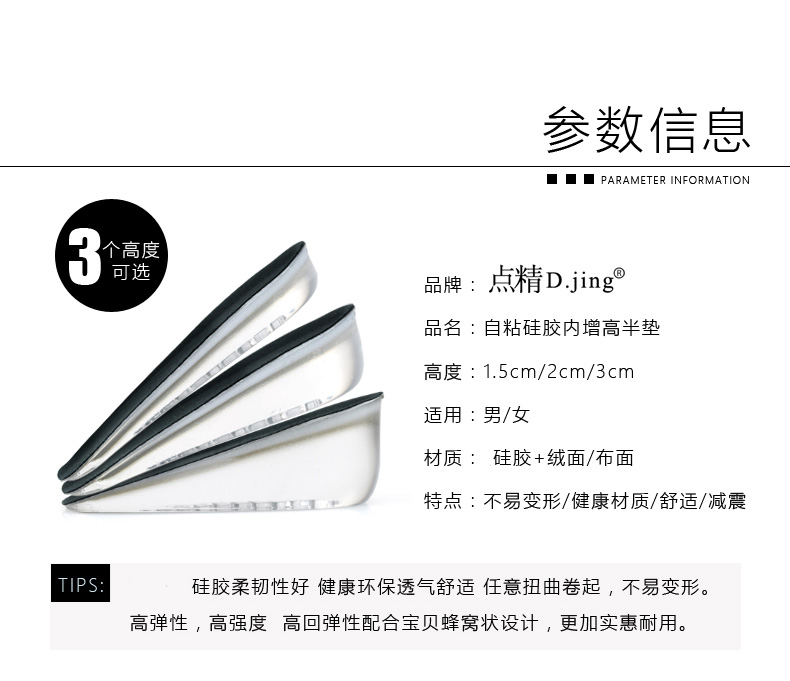 参数信息
PARAMETER INFORMATION
3个高度
可选
品牌： 点精D.jing®
品名：自粘硅胶内增高半垫
高度：1.5cm/2cm/3cm
适用：男/女
材质： 硅胶+绒面/布面
特点：不易变形/健康材质/舒适/减震
TIPS: 硅胶柔韧性好 健康环保透气舒适 任意扭曲卷起，不易变形。
高弹性，高强度 高回弹性配合宝贝蜂窝状设计，更加实惠耐用。